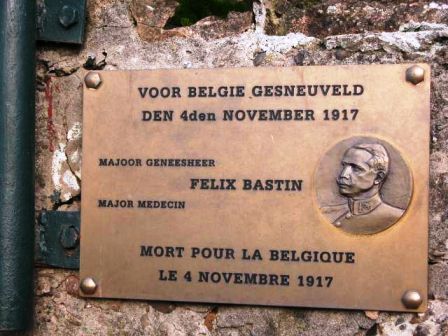 VOOR BELGIE GESNEUVELD
DEN 4den NOVEMBER 1917
MAJOOR GENEESHEER
FELIX BASTIN
MAJOR MEDECIN
MORT POUR LA BELGIQUE
LE 4 NOVEMBRE 1917